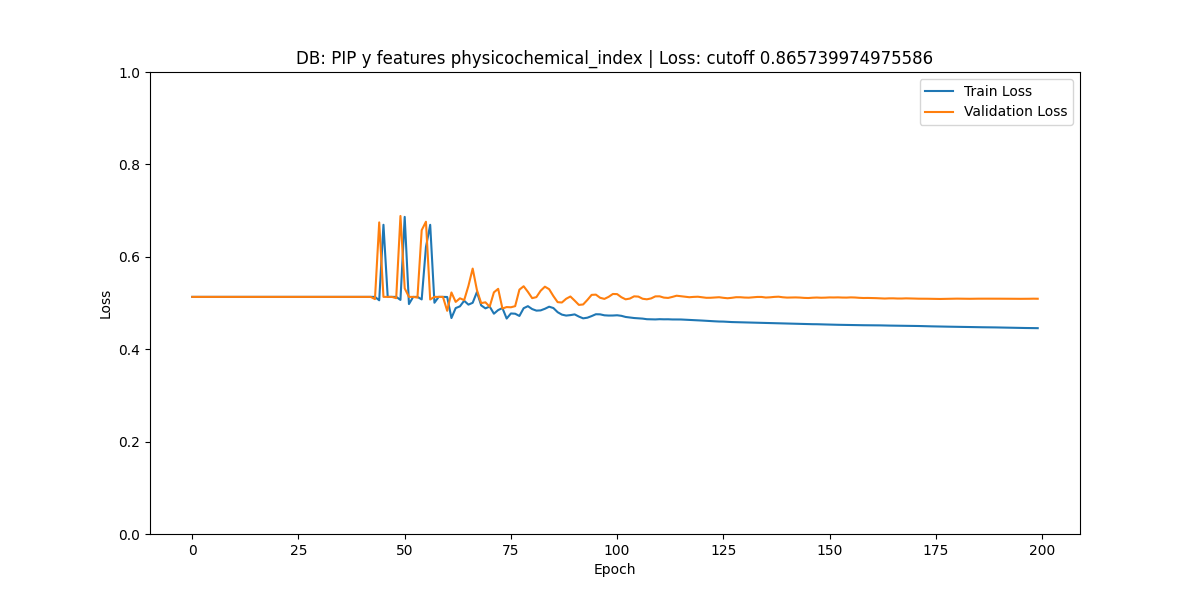 DB: PIP y features physicochemical_index | Loss: cutoff 0.865739974975586
Train Loss
Validation Loss
Loss
1.0
0.8
0.6
0.4
0.2
0.0
0 25 50 75 100 125 150 175 200
Epoch